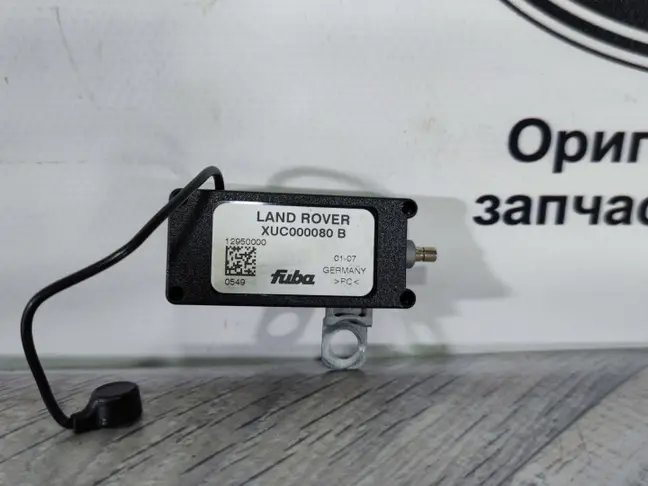 LAND ROVER
XUC000080 B
12950000
01-07
GERMANY
0549
fuba
>PC<
Ориг
запчас